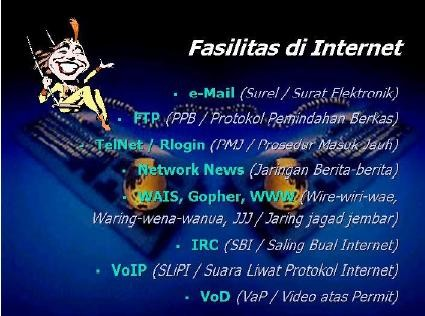 Fasilitas di Internet
• e-Mail (Surel / Surat Elektronik)
• FTP (PPB / Protokol Pemindahan Berkas)
• TelNet / Rlogin (PMJ / Prosedur Masuk Jauh)
• Network News (Jaringan Berita-berita)
• WAIS, Gopher, WWW (Wire-wiri-wae,
Waring-wena-wanua, JJJ / Jaring jagad jembar)
• IRC (SBI / Saling Bual Internet)
• VoIP (SLiPI / Suara Liwat Protokol Internet)
• VoD (VaP / Video atas Permit)